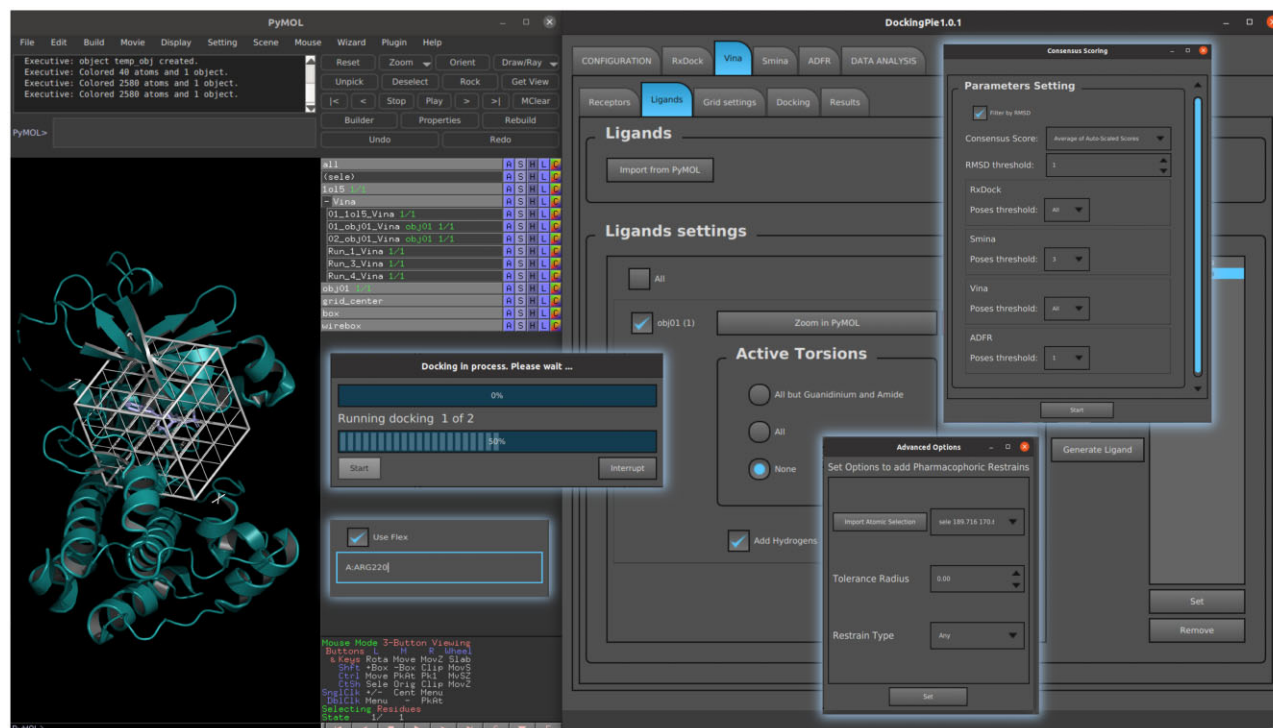 PyMOL
File Edit Build Movie Display Setting Scene Mouse Wizard Plugin Help
Executive: object temp_obj created.
Executive: Colored 40 atoms and 1 object.
Executive: Colored 2580 atoms and 1 object.
Executive: Colored 2580 atoms and 1 object.
Reset Zoom Orient Draw/Ray
Unpick Deselect Rock Get View
|< < Stop Play > >| MClear
Builder Properties Rebuild
Undo Redo
PyMOL>
all A S H L C
(sele) A S H L C
1ol5 1/1 A S H L C
- Vina A S H L C
01_1ol5_Vina 1/1 A S H L C
01_obj01_Vina obj01 1/1 A S H L C
02_obj01_Vina obj01 1/1 A S H L C
Run_1_Vina 1/1 A S H L C
Run_3_Vina 1/1 A S H L C
Run_4_Vina 1/1 A S H L C
obj01 1/1 A S H L C
grid_center A S H L C
box A S H L C
wirebox A S H L C
Z
X
Docking in process. Please wait ...
0%
Running docking 1 of 2
50%
Start Interrupt
Use Flex
A:ARG220
Mouse Mode 3-Button Viewing
Buttons L M R Wheel
& Keys Rota Move MovZ Slab
Shft +Box -Box Clip MovS
Ctrl Move PkAt Pk1 MvSZ
CtSh Sele Orig Clip MovZ
SnglClk +/- Cent Menu
DblClk Menu - PkAt
Selecting Residues
State 1/ 1
DockingPie1.0.1
CONFIGURATION RxDock Vina Smina ADFR DATA ANALYSIS
Receptors Ligands Grid settings Docking Results
Ligands
Import from PyMOL
Ligands settings
All
obj01 (1) Zoom in PyMOL
Active Torsions
All but Guanidinium and Amide
All
None
Add Hydrogens
Generate Ligand
Set
Remove
Consensus Scoring
Parameters Setting
Filter by RMSD
Consensus Score: Average of Auto-Scaled Scores
RMSD threshold: 1
RxDock
Poses threshold: All
Smina
Poses threshold: 3
Vina
Poses threshold: All
ADFR
Poses threshold: 1
Start
Advanced Options
Set Options to add Pharmacophoric Restrains
Import Atomic Selection sele 189.716 170.t
Tolerance Radius 0.00
Restrain Type Any
Set